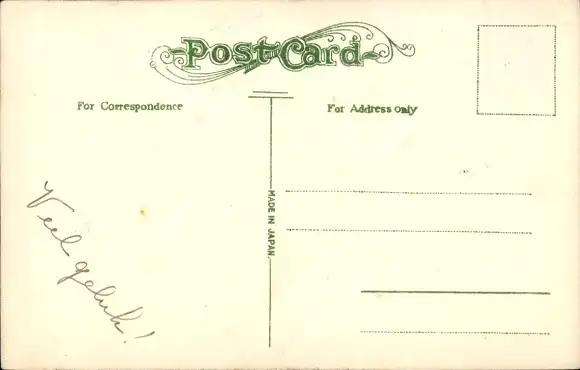 Post Card
For Correspondence
For Address only
MADE IN JAPAN.
Veel geluk!